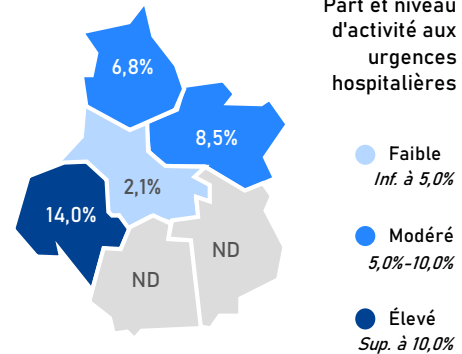 Part et niveau
d'activité aux
urgences
hospitalières
6,8%
8,5%
2,1%
14,0%
ND
ND
Faible
Inf. à 5,0%
Modéré
5,0%-10,0%
Élevé
Sup. à 10,0%